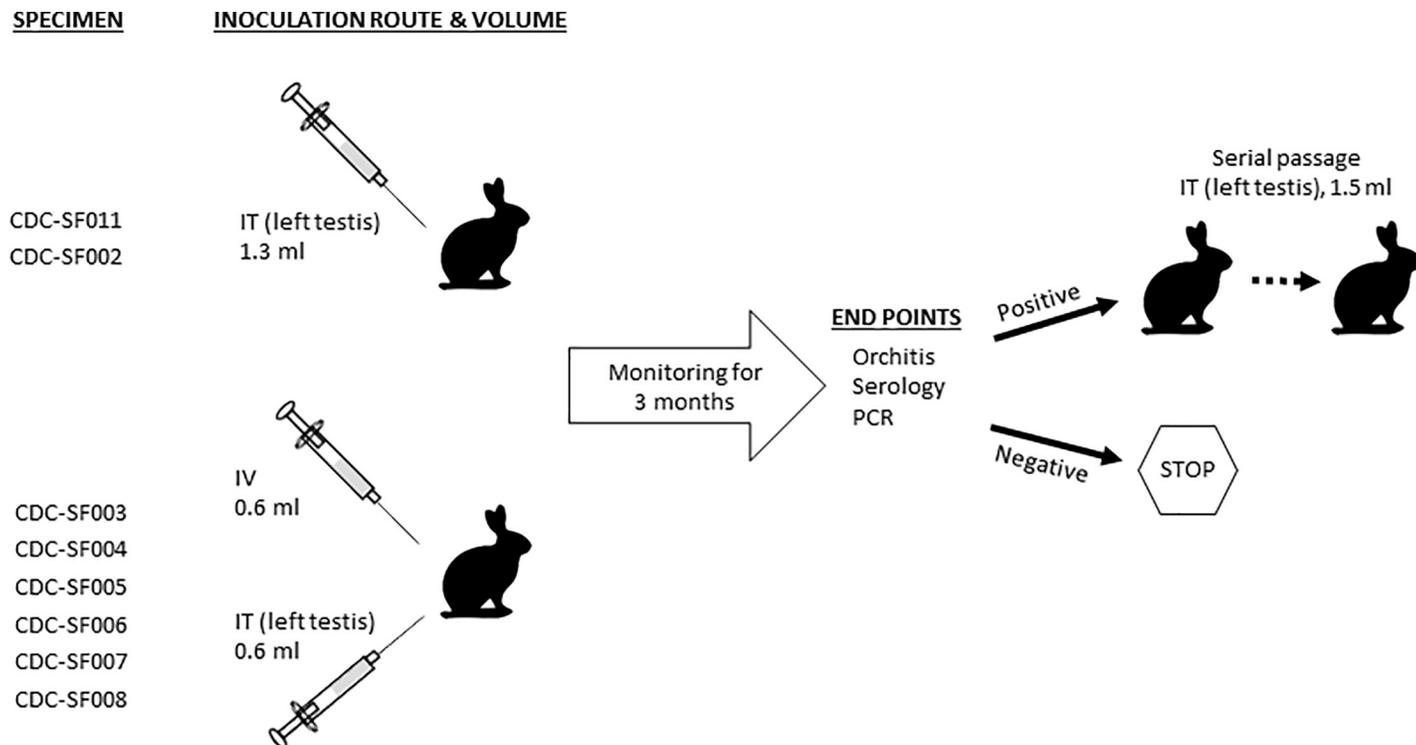 SPECIMEN
INOCULATION ROUTE & VOLUME
CDC-SF011
CDC-SF002
IT (left testis)
1.3 ml
CDC-SF003
CDC-SF004
CDC-SF005
CDC-SF006
CDC-SF007
CDC-SF008
IV
0.6 ml
IT (left testis)
0.6 ml
Monitoring for
3 months
END POINTS
Orchitis
Serology
PCR
Positive
Negative
Serial passage
IT (left testis), 1.5 ml
STOP